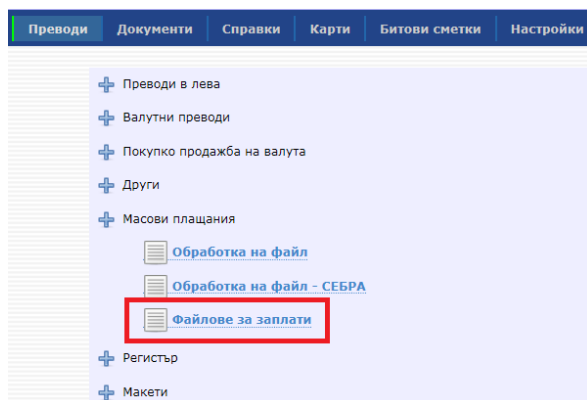 Преводи Документи Справки Карти Битови сметки Настройки
Преводи в лева
Валутни преводи
Покупко продажба на валута
Други
Масови плащания
Обработка на файл
Обработка на файл - СЕБРА
Файлове за заплати
Регистър
Макети